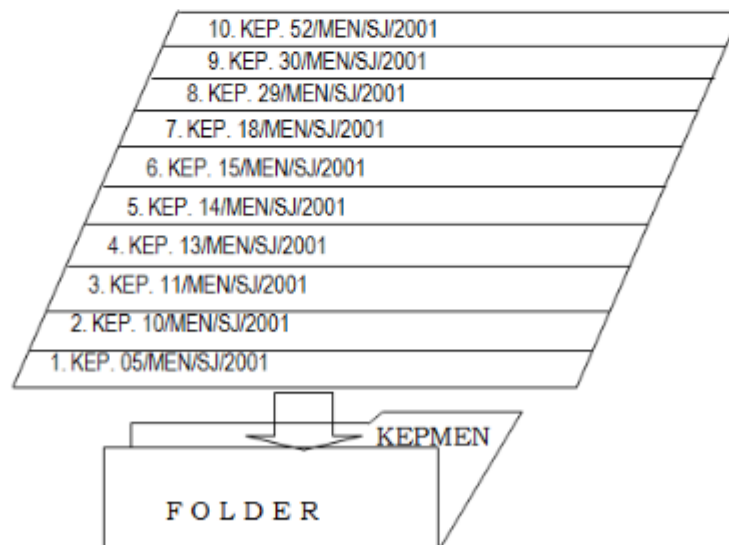 10. KEP. 52/MEN/SJ/2001
9. KEP. 30/MEN/SJ/2001
8. KEP. 29/MEN/SJ/2001
7. KEP. 18/MEN/SJ/2001
6. KEP. 15/MEN/SJ/2001
5. KEP. 14/MEN/SJ/2001
4. KEP. 13/MEN/SJ/2001
3. KEP. 11/MEN/SJ/2001
2. KEP. 10/MEN/SJ/2001
1. KEP. 05/MEN/SJ/2001
KEPMEN
F O L D E R